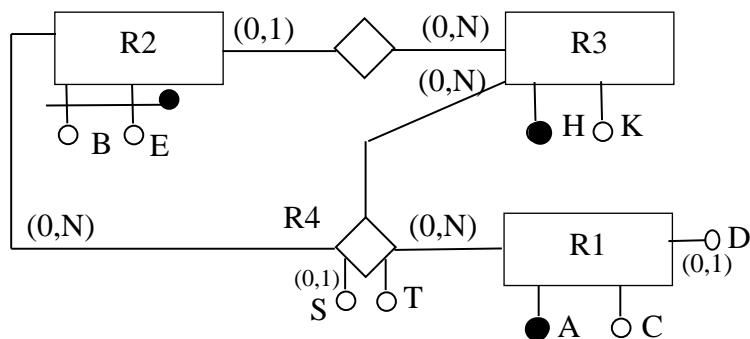 R2 (0,1) (0,N) R3
(0,N)
B E H K
(0,N) R4 (0,N) R1 D
(0,1) (0,1)
S T A C